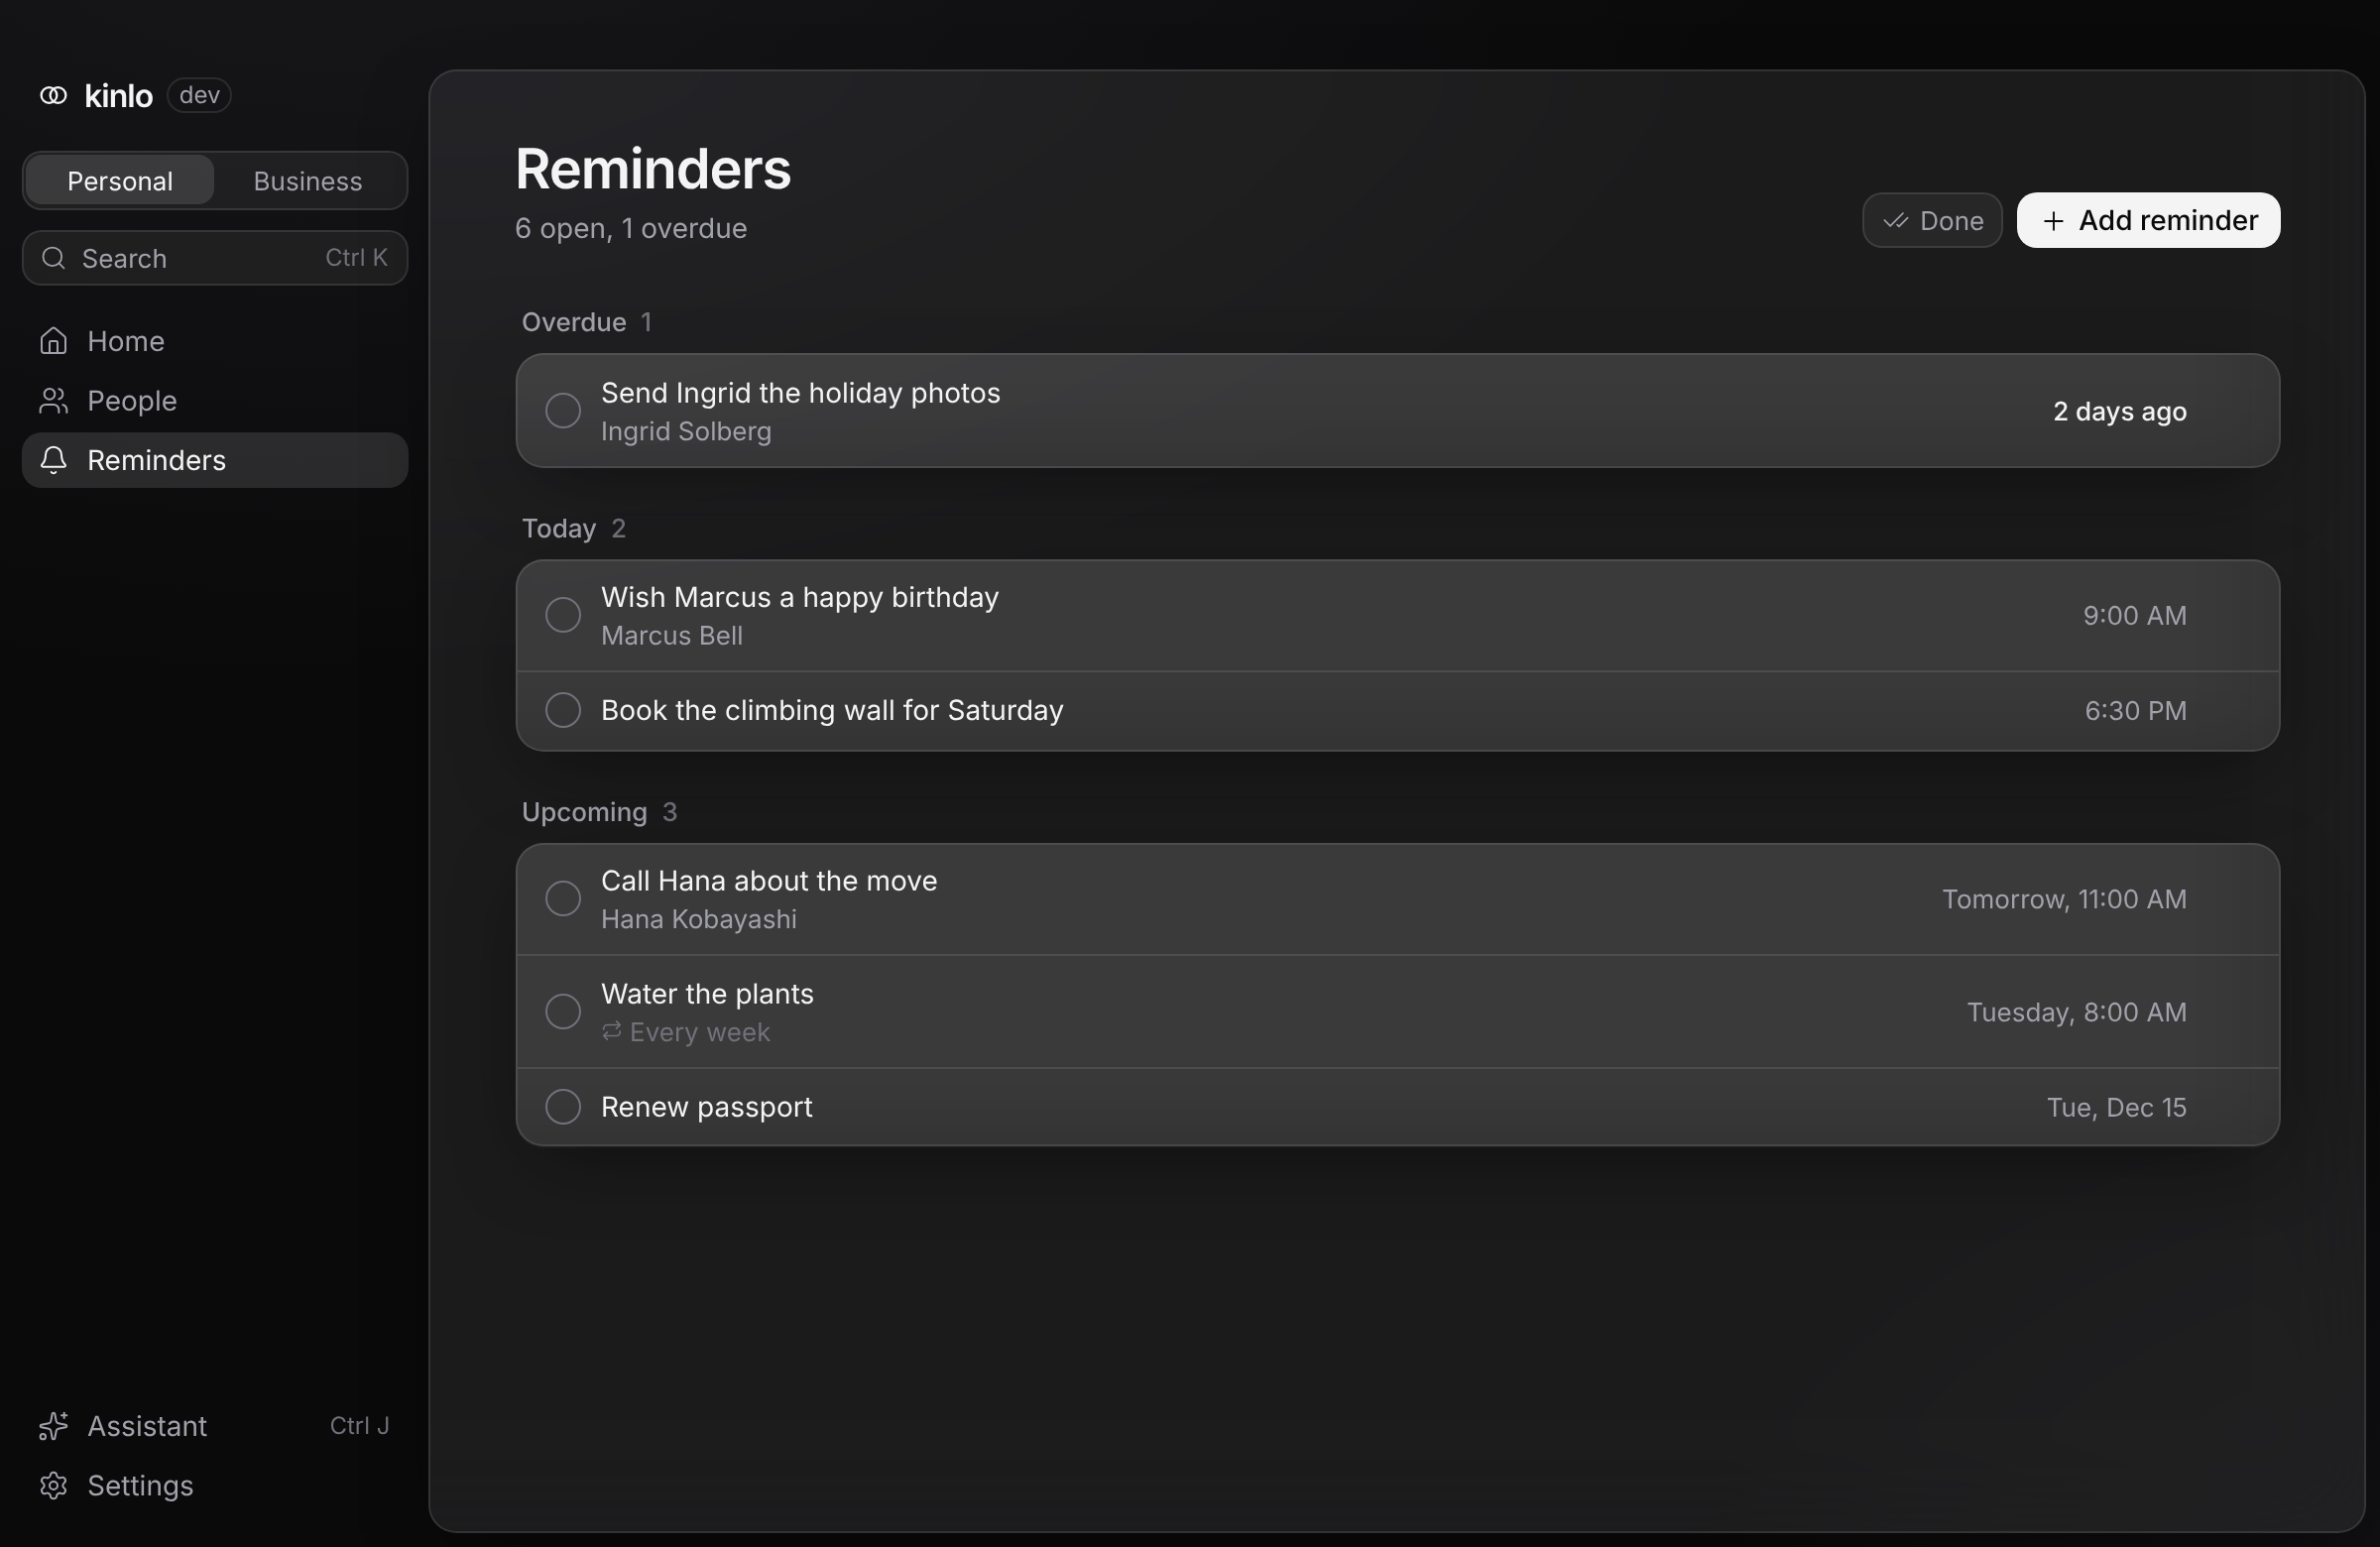 kinlo dev
Personal Business
Search Ctrl K
Home
People
Reminders
Assistant Ctrl J
Settings
Reminders
6 open, 1 overdue
Done Add reminder
Overdue 1
Send Ingrid the holiday photos
Ingrid Solberg
2 days ago
Today 2
Wish Marcus a happy birthday
Marcus Bell
9:00 AM
Book the climbing wall for Saturday
6:30 PM
Upcoming 3
Call Hana about the move
Hana Kobayashi
Tomorrow, 11:00 AM
Water the plants
Every week
Tuesday, 8:00 AM
Renew passport
Tue, Dec 15